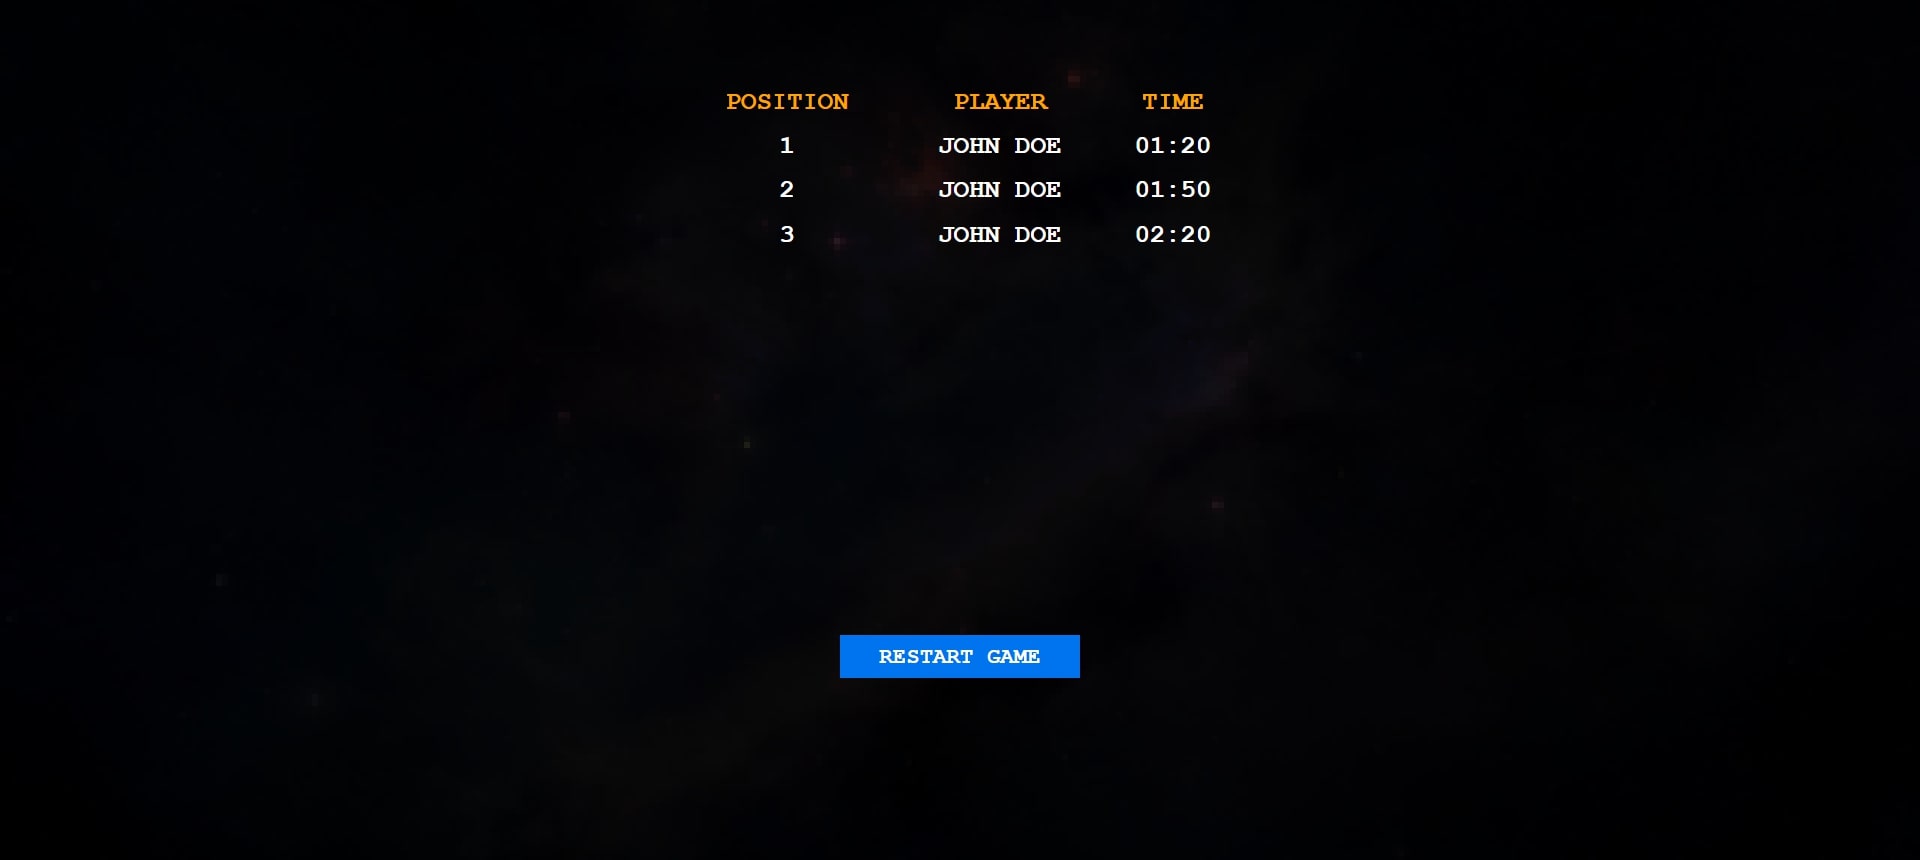 POSITION PLAYER TIME
1 JOHN DOE 01:20
2 JOHN DOE 01:50
3 JOHN DOE 02:20
RESTART GAME